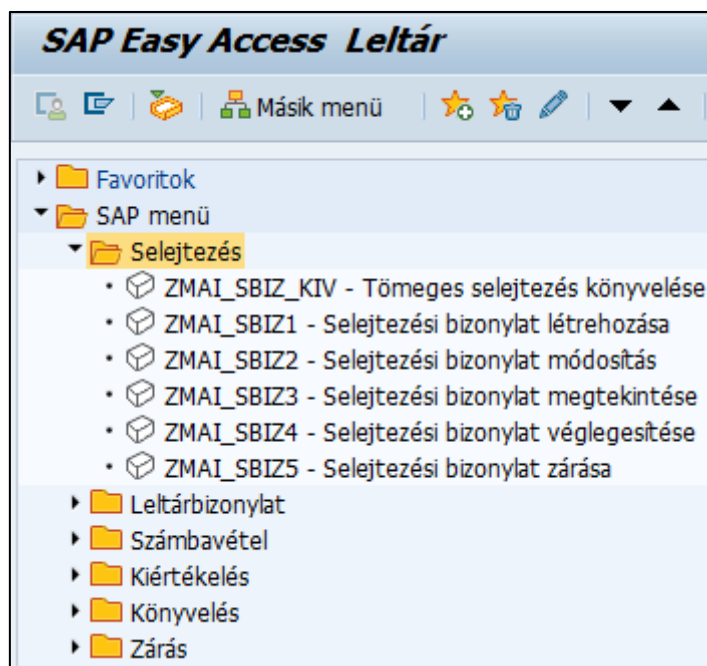 SAP Easy Access Leltár
Másik menü
Favoritok
SAP menü
Selejtezés
ZMAI_SBIZ_KIV - Tömeges selejtezés könyvelése
ZMAI_SBIZ1 - Selejtezési bizonylat létrehozása
ZMAI_SBIZ2 - Selejtezési bizonylat módosítás
ZMAI_SBIZ3 - Selejtezési bizonylat megtekintése
ZMAI_SBIZ4 - Selejtezési bizonylat véglegesítése
ZMAI_SBIZ5 - Selejtezési bizonylat zárása
Leltárbizonylat
Számbavétel
Kiértékelés
Könyvelés
Zárás